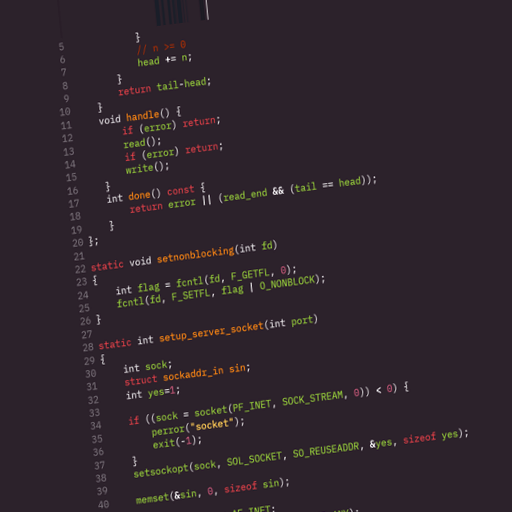 5 }
6 // n >= 0
7 head += n;
8 }
9 return tail-head;
10 }
11 void handle() {
12 if (error) return;
13 read();
14 if (error) return;
15 write();
16 }
17 int done() const {
18 return error || (read_end && (tail == head));
19 }
20 };
21
22 static void setnonblocking(int fd)
23 {
24 int flag = fcntl(fd, F_GETFL, 0);
25 fcntl(fd, F_SETFL, flag | O_NONBLOCK);
26 }
27
28 static int setup_server_socket(int port)
29 {
30 int sock;
31 struct sockaddr_in sin;
32 int yes=1;
33
34 if ((sock = socket(PF_INET, SOCK_STREAM, 0)) < 0) {
35 perror("socket");
36 exit(-1);
37 }
38 setsockopt(sock, SOL_SOCKET, SO_REUSEADDR, &yes, sizeof yes);
39
40 memset(&sin, 0, sizeof sin);
AF_INET;